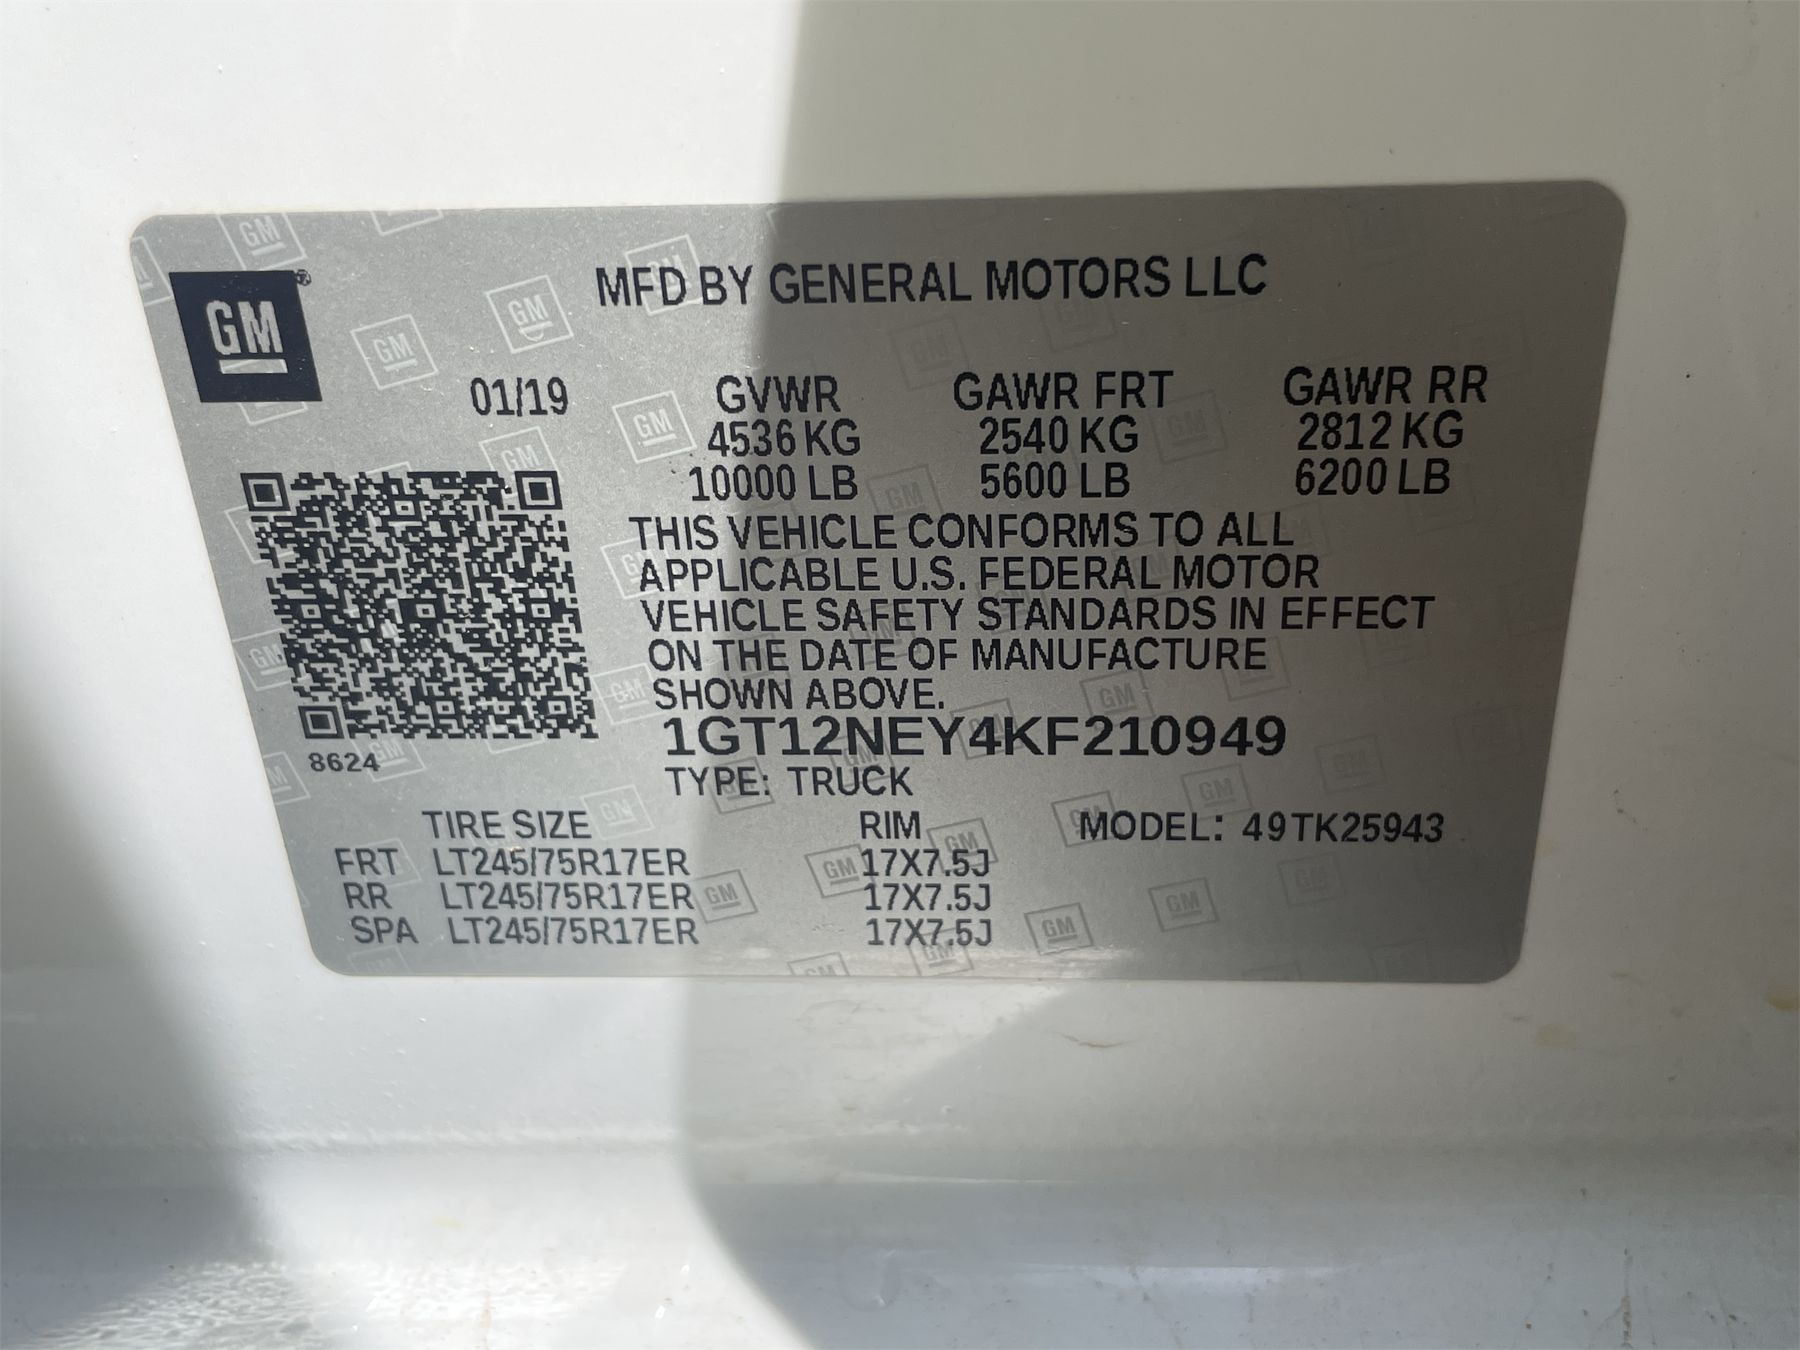 MFD BY GENERAL MOTORS LLC
GM®
01/19 GVWR GAWR FRT GAWR RR
4536 KG 2540 KG 2812 KG
10000 LB 5600 LB 6200 LB
THIS VEHICLE CONFORMS TO ALL
APPLICABLE U.S. FEDERAL MOTOR
VEHICLE SAFETY STANDARDS IN EFFECT
ON THE DATE OF MANUFACTURE
SHOWN ABOVE.
1GT12NEY4KF210949
8624
TYPE: TRUCK
TIRE SIZE RIM MODEL: 49TK25943
FRT LT245/75R17ER 17X7.5J
RR LT245/75R17ER 17X7.5J
SPA LT245/75R17ER 17X7.5J